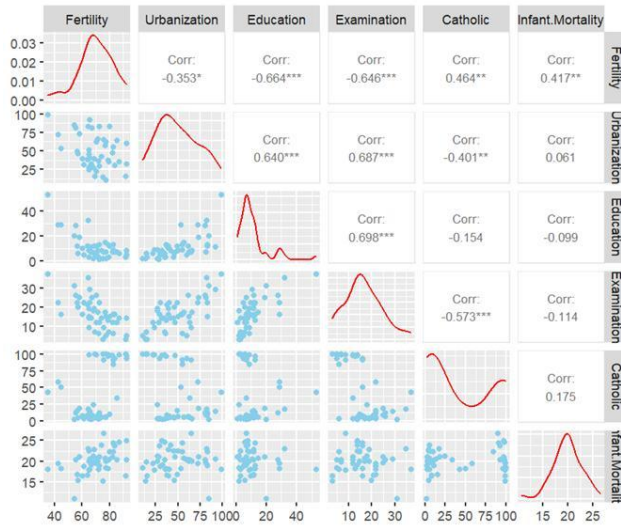 Fertility Urbanization Education Examination Catholic Infant.Mortality
0.03
0.02
0.01
0.00
Corr:
-0.353*
Corr:
-0.664***
Corr:
-0.646***
Corr:
0.464**
Corr:
0.417**
Fertility
100
75
50
25
Corr:
0.640***
Corr:
0.687***
Corr:
-0.401**
Corr:
0.061
Urbanization
40
20
0
Corr:
0.698***
Corr:
-0.154
Corr:
-0.099
Education
30
20
10
Corr:
-0.573***
Corr:
-0.114
Examination
100
75
50
25
0
Corr:
0.175
Catholic
25
20
15
nfant.Mortalit
40 60 80 25 50 75 100 0 20 40 10 20 30 0 25 50 75 100 15 20 25